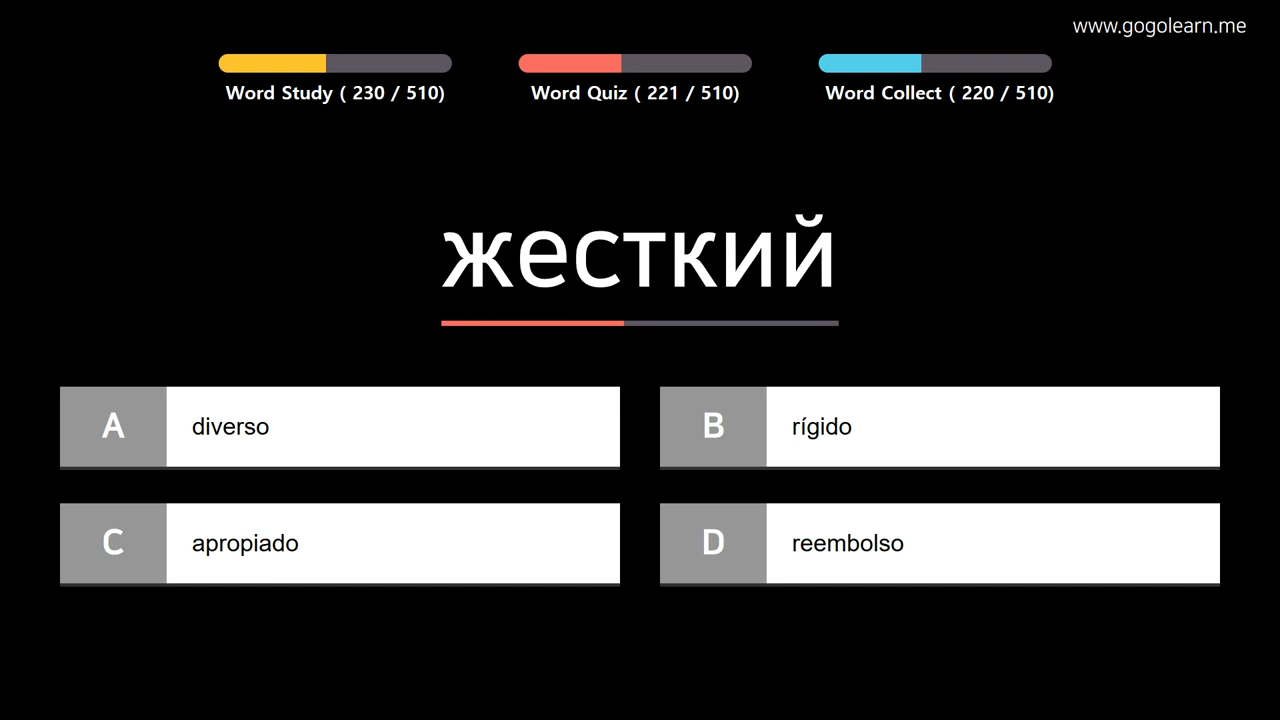 www.gogolearn.me
Word Study ( 230 / 510)
Word Quiz ( 221 / 510)
Word Collect ( 220 / 510)
жесткий
A diverso
B rígido
C apropiado
D reembolso